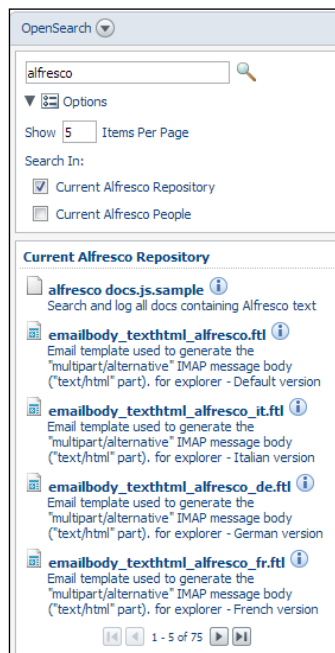 OpenSearch
alfresco
Options
Show 5 Items Per Page
Search In:
Current Alfresco Repository
Current Alfresco People
Current Alfresco Repository
alfresco docs.js.sample
Search and log all docs containing Alfresco text
emailbody_texthtml_alfresco.ftl
Email template used to generate the
"multipart/alternative" IMAP message body
("text/html" part). for explorer - Default version
emailbody_texthtml_alfresco_it.ftl
Email template used to generate the
"multipart/alternative" IMAP message body
("text/html" part). for explorer - Italian version
emailbody_texthtml_alfresco_de.ftl
Email template used to generate the
"multipart/alternative" IMAP message body
("text/html" part). for explorer - German version
emailbody_texthtml_alfresco_fr.ftl
Email template used to generate the
"multipart/alternative" IMAP message body
("text/html" part). for explorer - French version
1 - 5 of 75